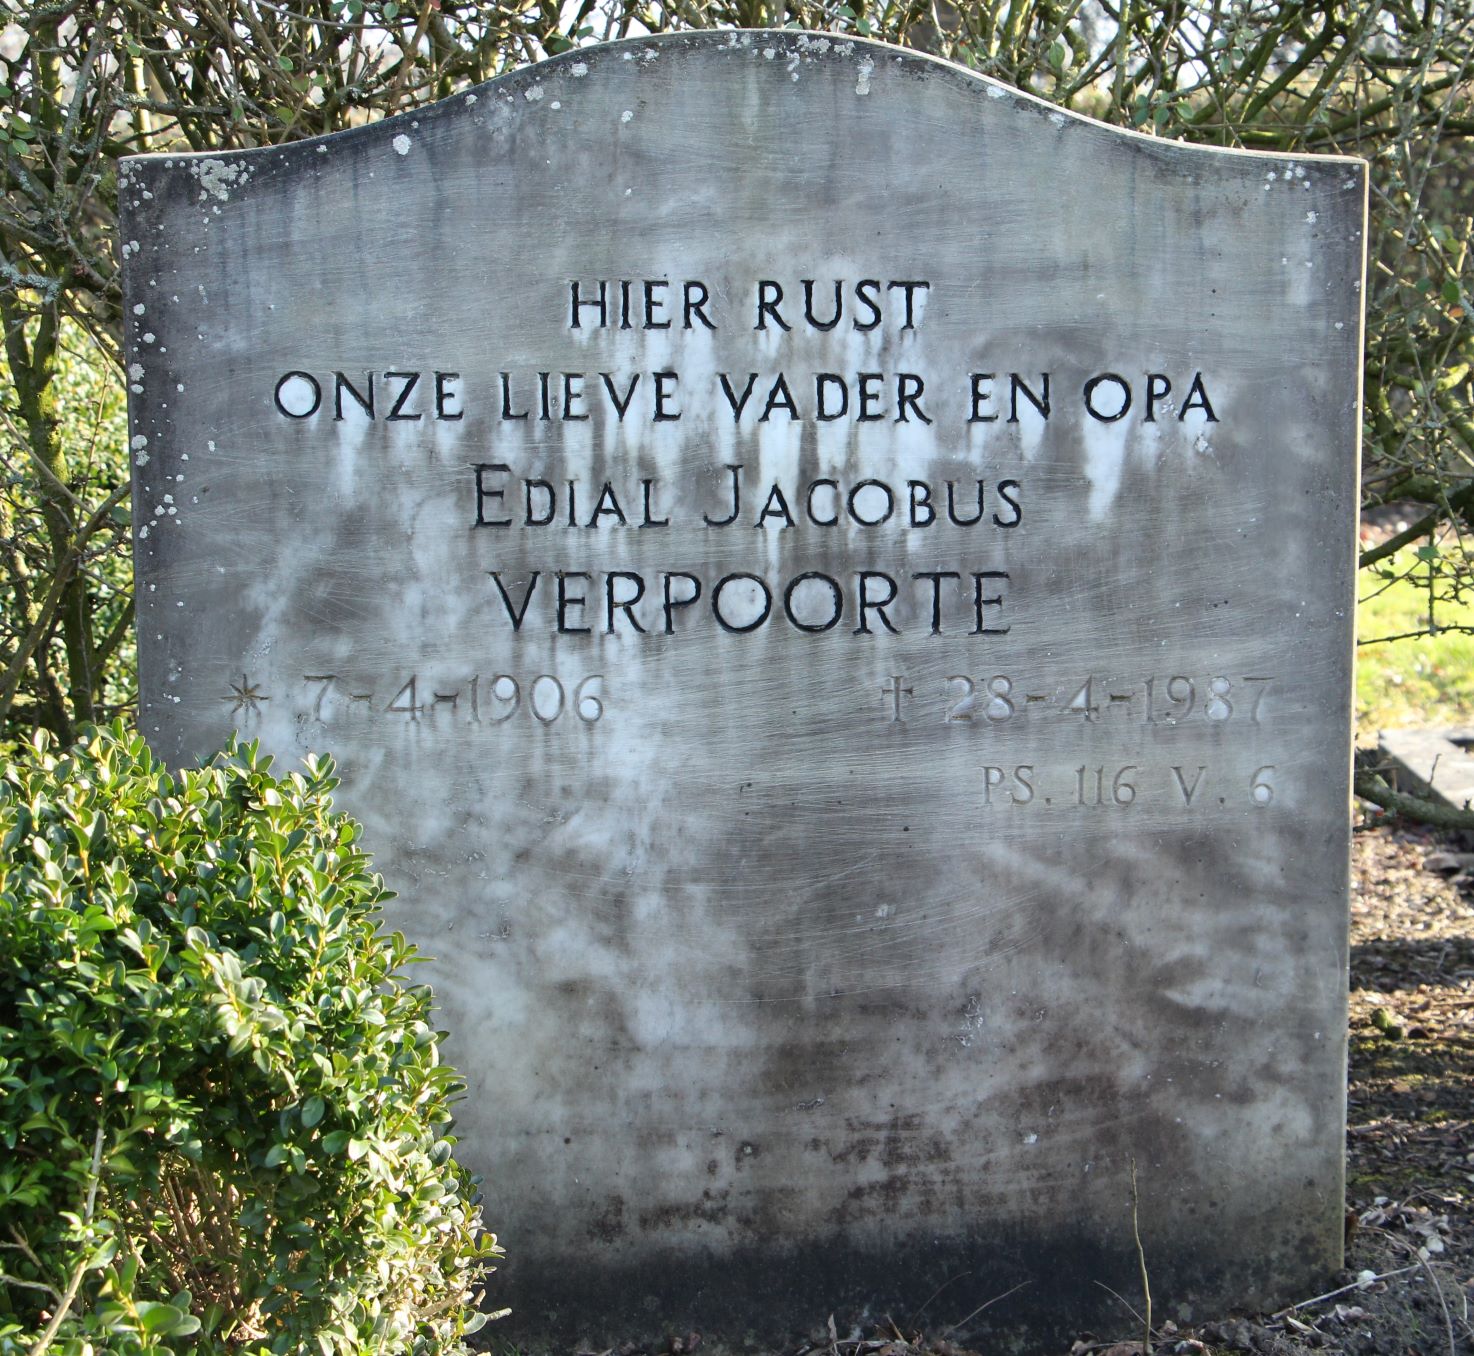 HIER RUST
ONZE LIEVE VADER EN OPA
EDIAL JACOBUS
VERPOORTE
* 7-4-1906 † 28-4-1987
PS. 116 V. 6